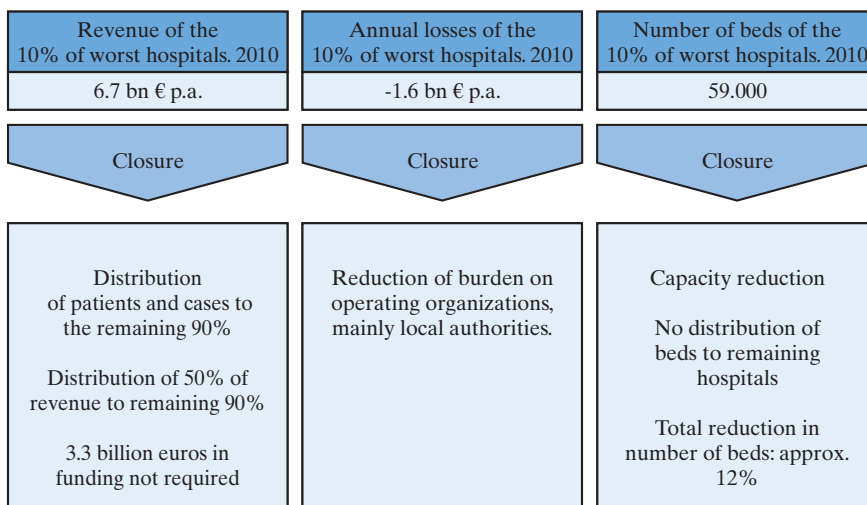 Revenue of the
10% of worst hospitals. 2010
6.7 bn € p.a.
Closure
Distribution
of patients and cases to
the remaining 90%
Distribution of 50% of
revenue to remaining 90%
3.3 billion euros in
funding not required
Annual losses of the
10% of worst hospitals. 2010
-1.6 bn € p.a.
Closure
Reduction of burden on
operating organizations,
mainly local authorities.
Number of beds of the
10% of worst hospitals. 2010
59.000
Closure
Capacity reduction
No distribution of
beds to remaining
hospitals
Total reduction in
number of beds: approx.
12%